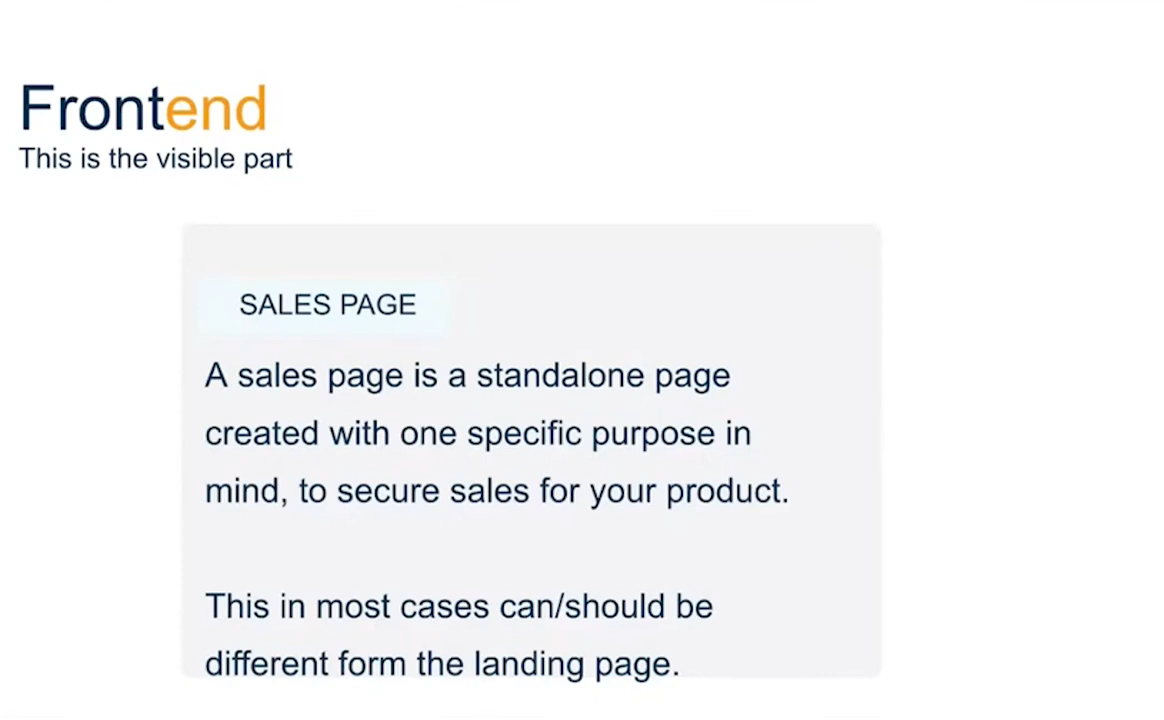 Frontend
This is the visible part
SALES PAGE
A sales page is a standalone page
created with one specific purpose in
mind, to secure sales for your product.
This in most cases can/should be
different form the landing page.